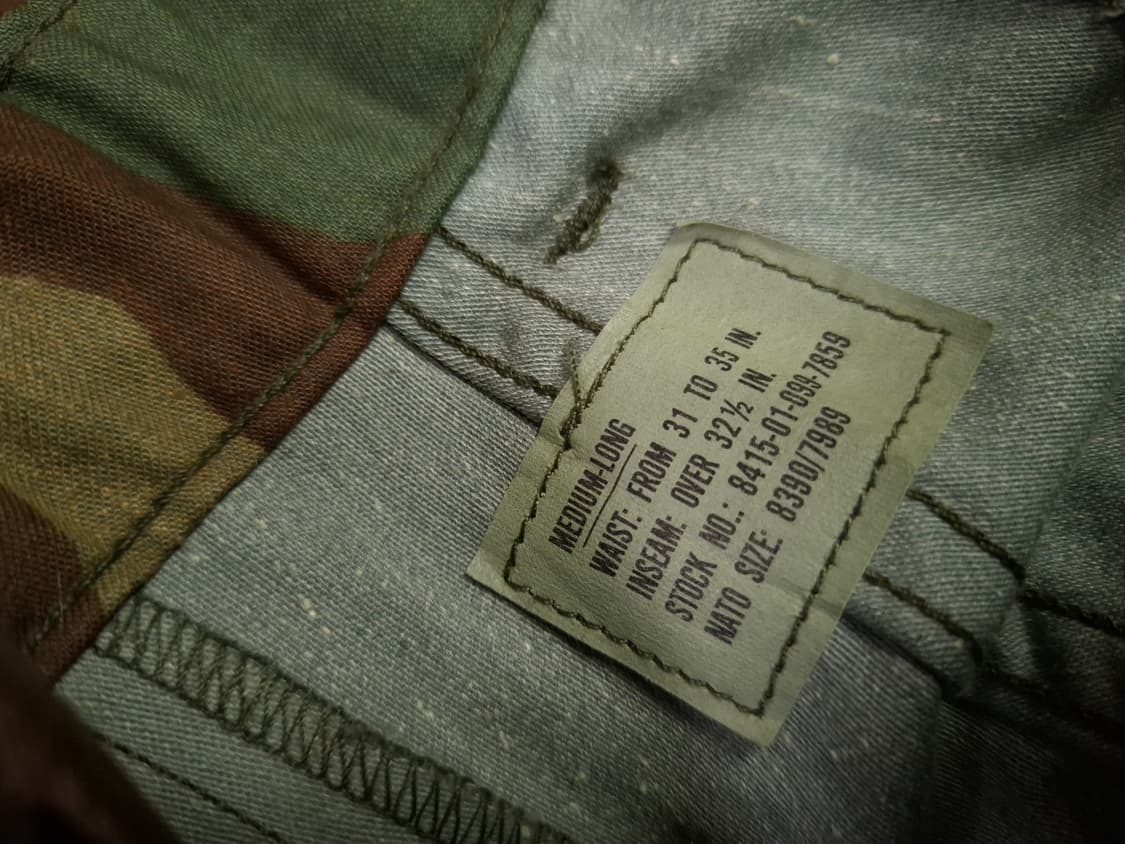 MEDIUM-LONG
WAIST: FROM 31 TO 35 IN.
INSEAM: OVER 32½ IN.
STOCK NO.: 8415-01-099-7859
NATO SIZE: 8390/7989